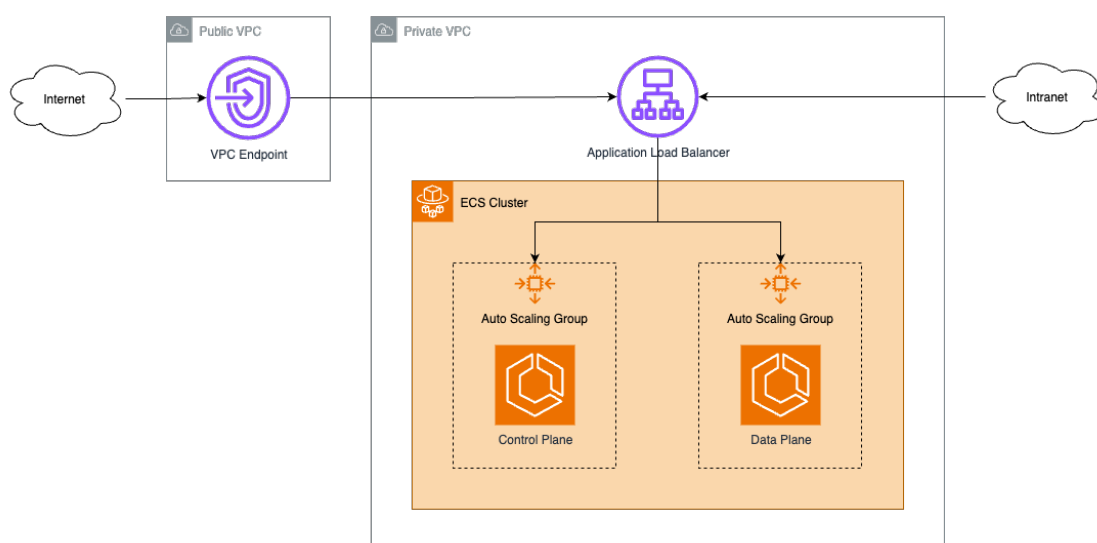 Public VPC
Private VPC
Internet
Intranet
VPC Endpoint
Application Load Balancer
ECS Cluster
Auto Scaling Group
Auto Scaling Group
Control Plane
Data Plane